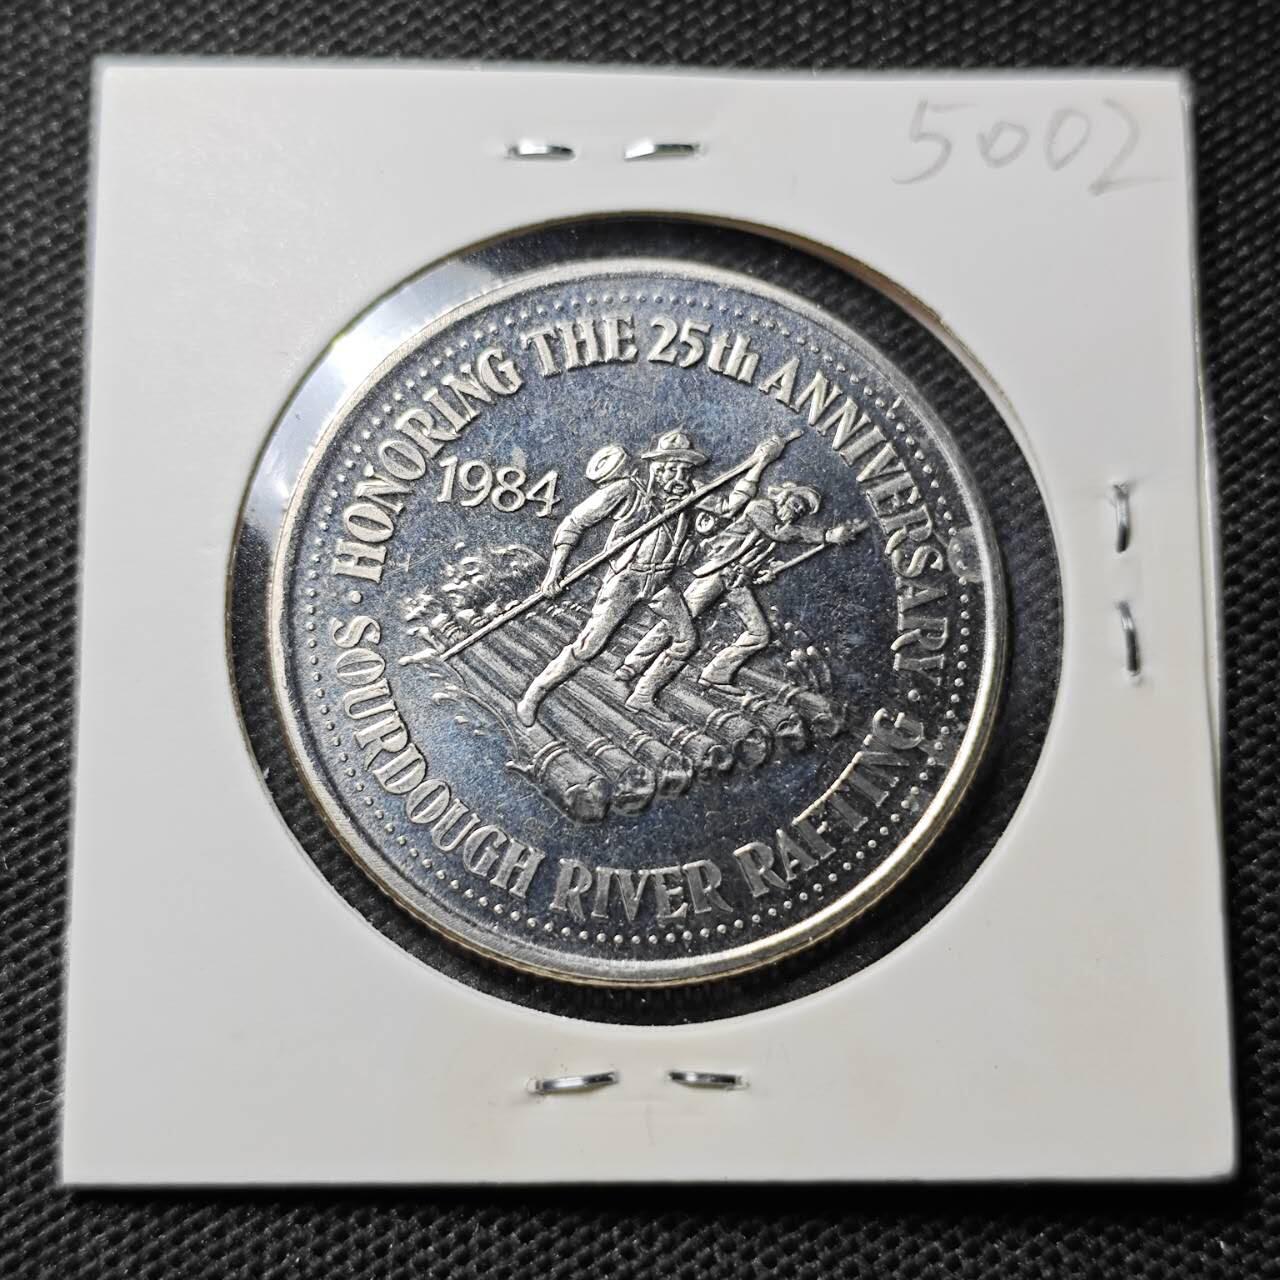 5002
HONORING THE 25th ANNIVERSARY
1984
SOURDOUGH RIVER RAFTING